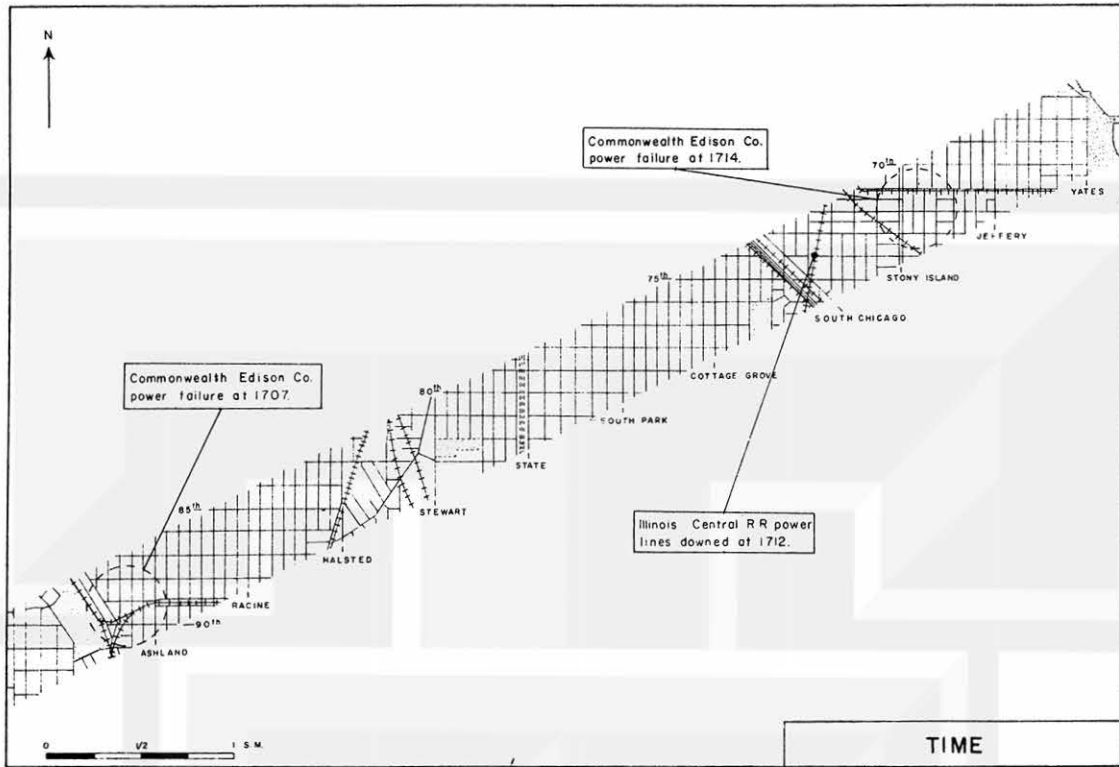 N
Commonwealth Edison Co.
power failure at 1714.
70th
YATES
JEFFERY
STONY ISLAND
75th
SOUTH CHICAGO
Commonwealth Edison Co.
power failure at 1707.
80th
COTTAGE GROVE
SOUTH PARK
STATE
85th
STEWART
Illinois Central RR power
lines downed at 1712.
HALSTED
RACINE
90th
ASHLAND
0 1/2 1 S.M.
TIME